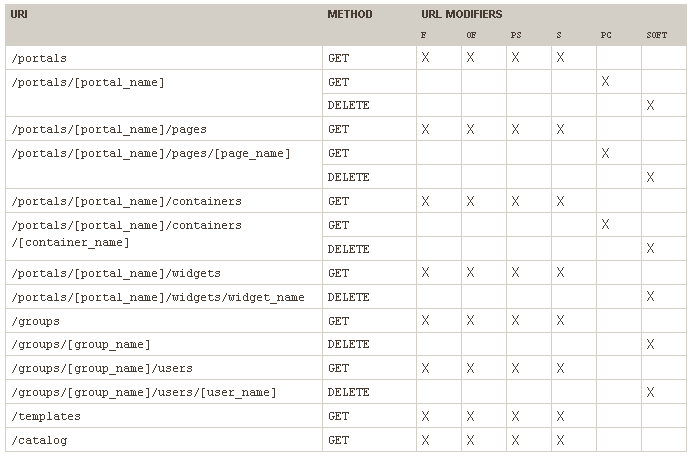 URI METHOD URL MODIFIERS
F OF PS S PC SOFT
/portals GET X X X X
/portals/[portal_name] GET X
DELETE X
/portals/[portal_name]/pages GET X X X X
/portals/[portal_name]/pages/[page_name] GET X
DELETE X
/portals/[portal_name]/containers GET X X X X
/portals/[portal_name]/containers GET X
/[container_name]
DELETE X
/portals/[portal_name]/widgets GET X X X X
/portals/[portal_name]/widgets/widget_name DELETE X
/groups GET X X X X
/groups/[group_name] DELETE X
/groups/[group_name]/users GET X X X X
/groups/[group_name]/users/[user_name] DELETE X
/templates GET X X X X
/catalog GET X X X X